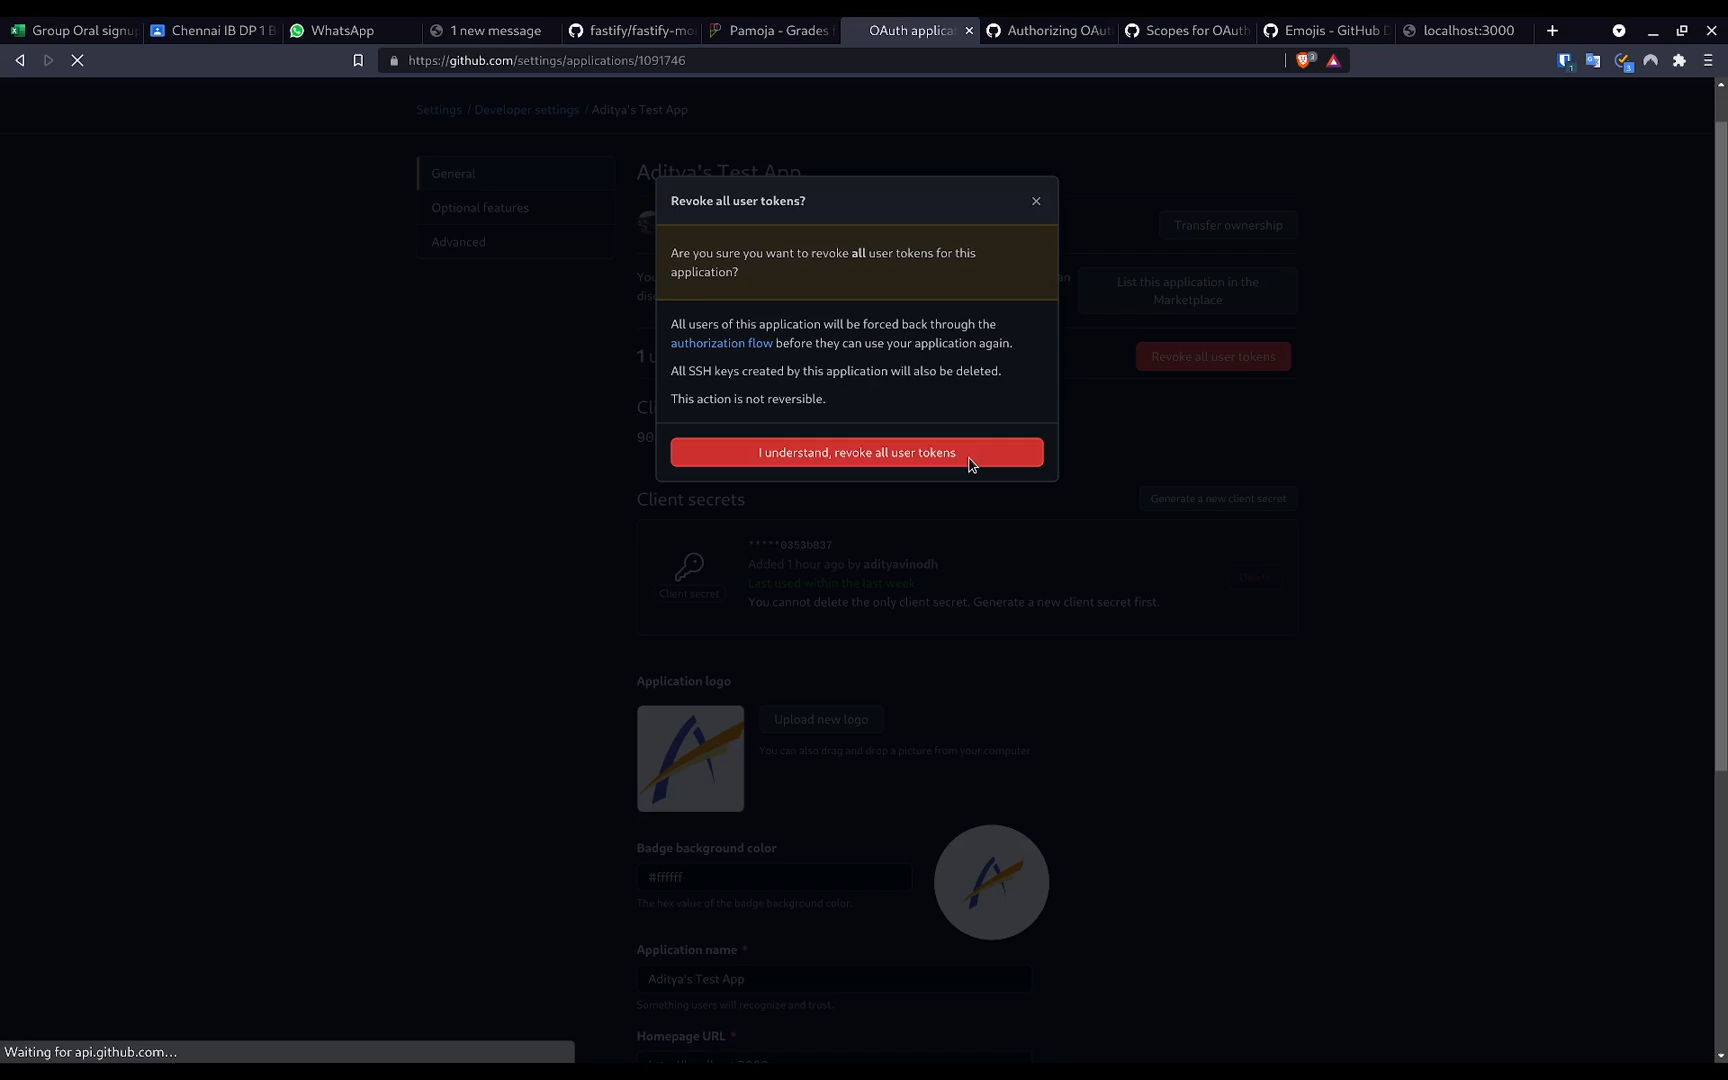 Group Oral signu
Chennai IB DP 1 B
WhatsApp
1 new message
fastify/fastify-mo
Pamoja - Grades f
OAuth applicat
Authorizing OAut
Scopes for OAuth
Emojis - GitHub D
localhost:3000
https://github.com/settings/applications/1091746
3
1
3
Settings / Developer settings / Aditya's Test App
General
Optional features
Advanced
Aditya's Test App
Transfer ownership
List this application in the
Marketplace
Revoke all user tokens
Revoke all user tokens?
Are you sure you want to revoke all user tokens for this
application?
All users of this application will be forced back through the
authorization flow before they can use your application again.
All SSH keys created by this application will also be deleted.
This action is not reversible.
I understand, revoke all user tokens
Client secrets
Generate a new client secret
Client secret
*****0353b837
Added 1 hour ago by adityavinodh
Last used within the last week
You cannot delete the only client secret. Generate a new client secret first.
Delete
Application logo
Upload new logo
You can also drag and drop a picture from your computer
Badge background color
#ffffff
The hex value of the badge background color.
Application name *
Aditya's Test App
Something users will recognize and trust.
Homepage URL *
Waiting for api.github.com...